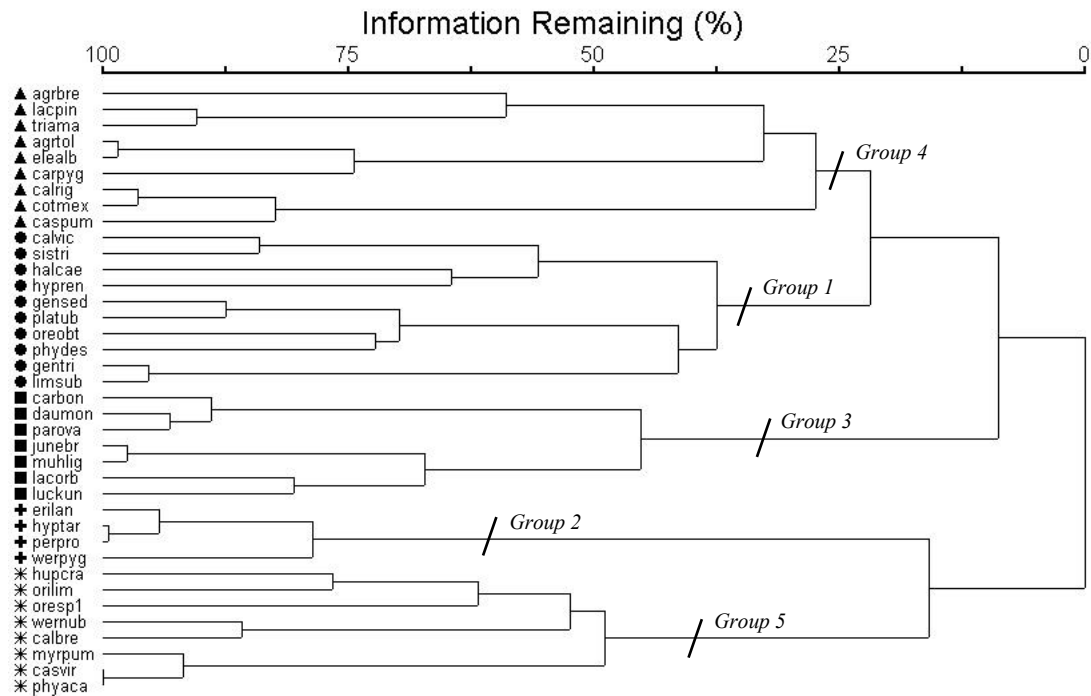 Information Remaining (%)
100 75 50 25 0
agrbre
lacpin
triama
agrtol
elealb
carpyg
Group 4
calrig
cotmex
caspum
calvic
sistri
halcae
hypren
Group 1
gensed
platub
oreobt
phydes
gentri
limsub
carbon
daumon
Group 3
parova
junebr
muhlig
lacorb
luckun
erilan
hyptar
Group 2
perpro
werpyg
hupcra
orilim
oresp1
wernub
Group 5
calbre
myrpum
casvir
phyaca